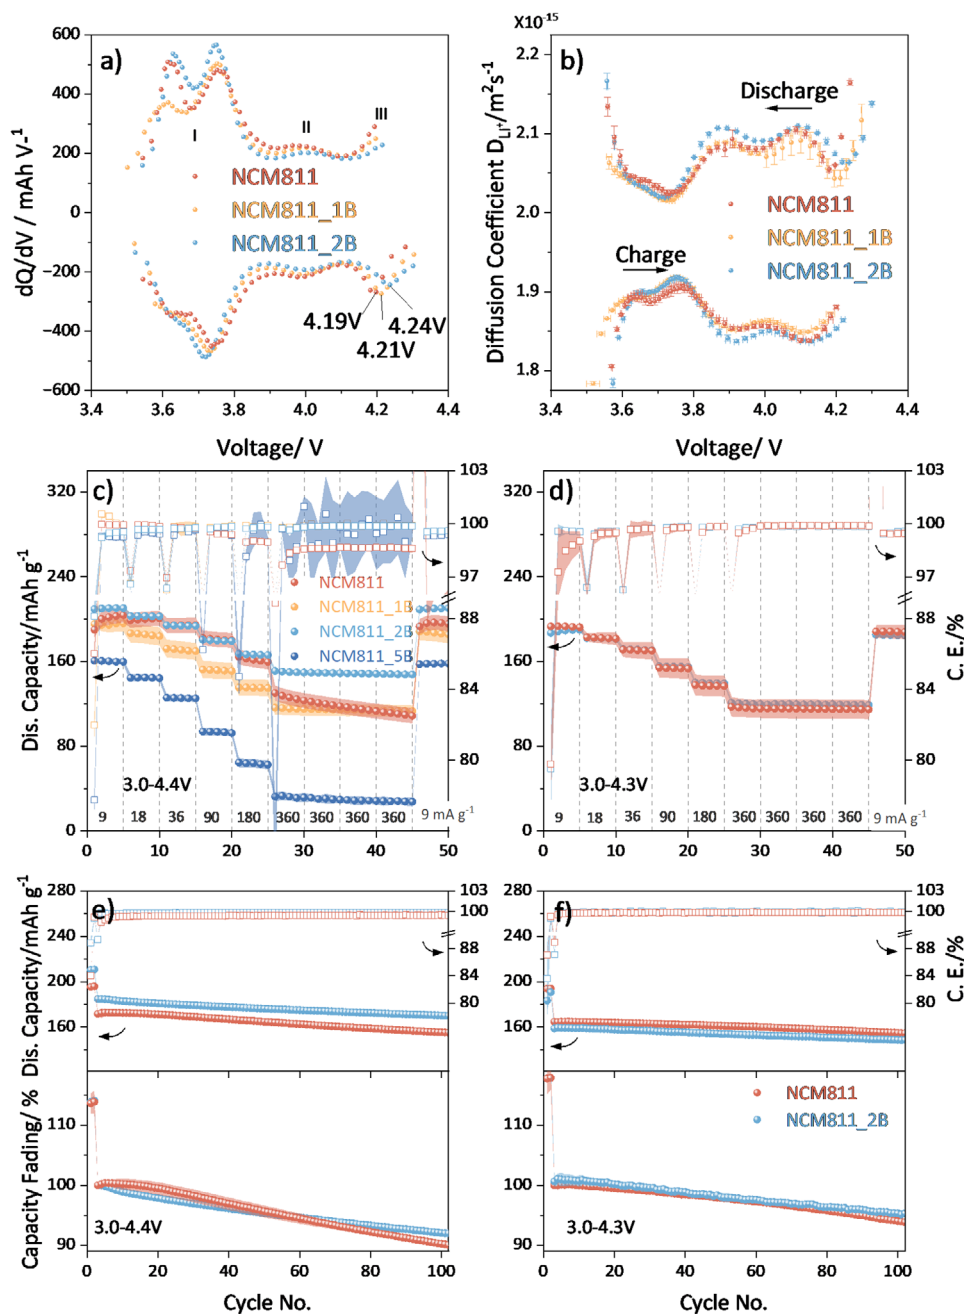 a)
600
400
200
0
−200
−400
−600
dQ/dV / mAh V⁻¹
I
II
III
NCM811
NCM811_1B
NCM811_2B
4.19V
4.21V
4.24V
3.4
3.6
3.8
4.0
4.2
4.4
Voltage/ V
X10⁻¹⁵
b)
2.2
2.1
2.0
1.9
1.8
Diffusion Coefficient D_Li⁺/m²s⁻¹
Discharge
NCM811
NCM811_1B
NCM811_2B
Charge
3.4
3.6
3.8
4.0
4.2
4.4
Voltage/ V
c)
320
240
160
80
0
Dis. Capacity/mAh g⁻¹
103
100
97
88
84
80
NCM811
NCM811_1B
NCM811_2B
NCM811_5B
3.0-4.4V
9 18 36 90 180 360 360 360 360 9 mA g⁻¹
0 10 20 30 40 50
d)
320
240
160
80
0
103
100
97
88
84
80
C. E./%
3.0-4.3V
9 18 36 90 180 360 360 360 360 9 mA g⁻¹
0 10 20 30 40 50
e)
280
240
200
160
Dis. Capacity/mAh g⁻¹
103
100
88
84
80
110
100
90
Capacity Fading/ %
3.0-4.4V
0 20 40 60 80 100
Cycle No.
f)
280
240
200
160
103
100
88
84
80
C. E./%
NCM811
NCM811_2B
110
100
90
3.0-4.3V
0 20 40 60 80 100
Cycle No.